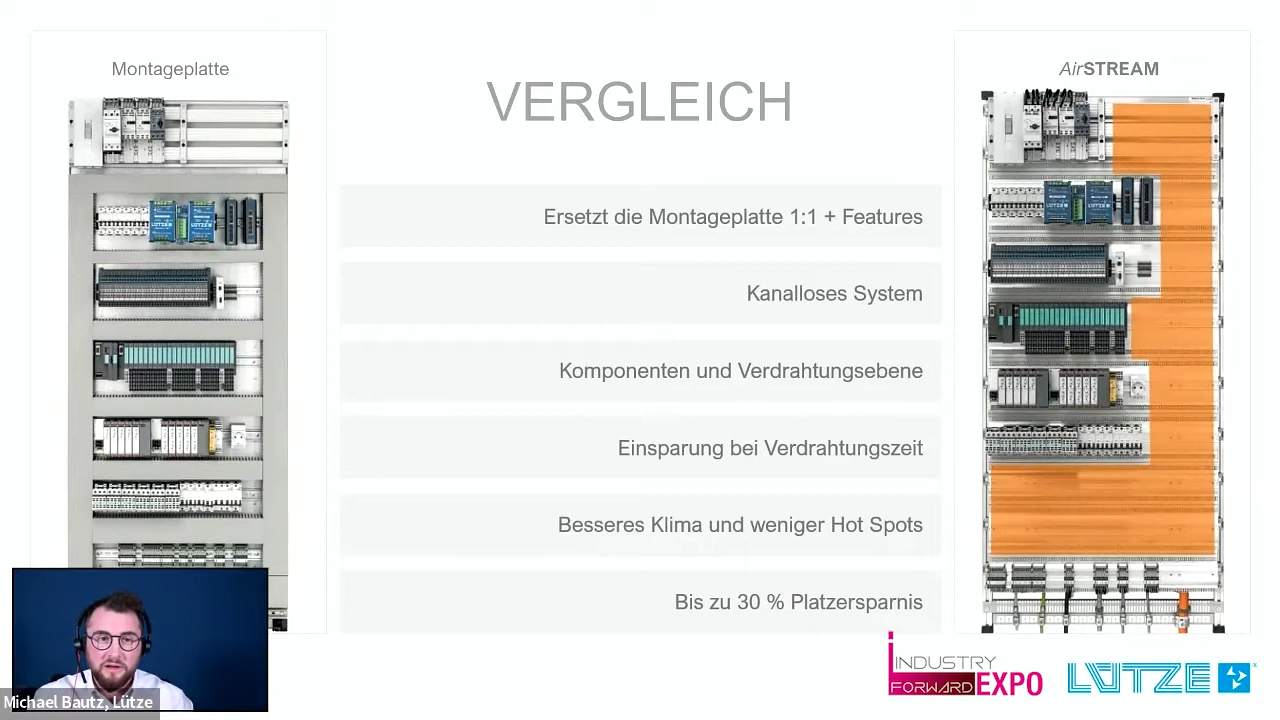 Montageplatte
VERGLEICH
AirSTREAM
Ersetzt die Montageplatte 1:1 + Features
Kanalloses System
Komponenten und Verdrahtungsebene
Einsparung bei Verdrahtungszeit
Besseres Klima und weniger Hot Spots
Bis zu 30 % Platzersparnis
INDUSTRY
FORWARD EXPO
LÜTZE
Michael Bautz, Lütze